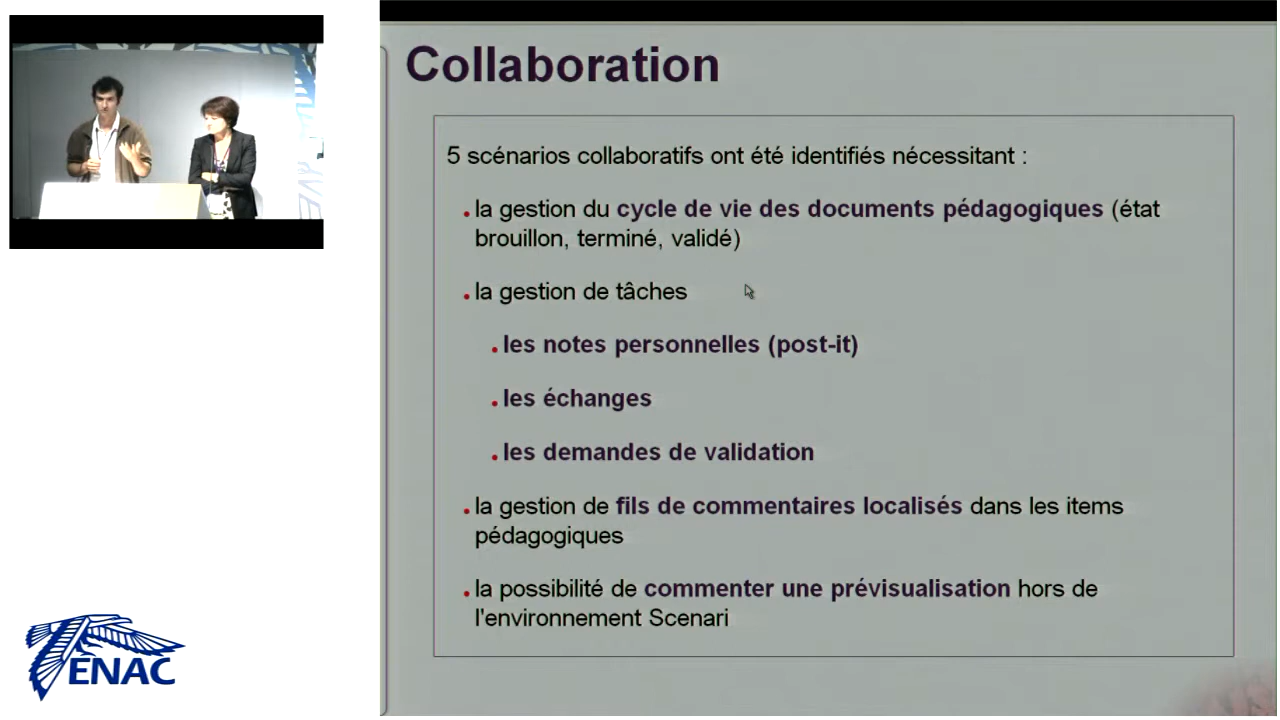 Collaboration
5 scénarios collaboratifs ont été identifiés nécessitant :
la gestion du cycle de vie des documents pédagogiques (état
brouillon, terminé, validé)
la gestion de tâches
les notes personnelles (post-it)
les échanges
les demandes de validation
la gestion de fils de commentaires localisés dans les items
pédagogiques
la possibilité de commenter une prévisualisation hors de
l'environnement Scenari
ENAC